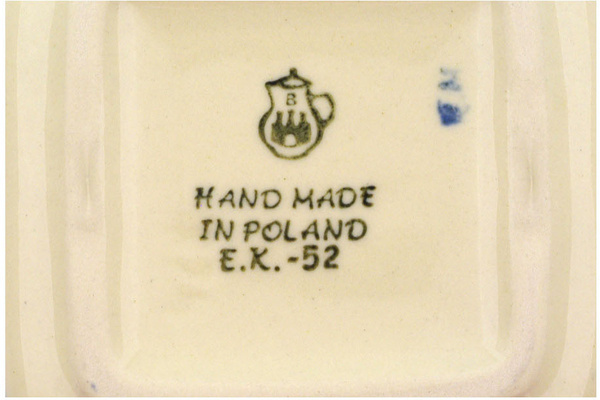 B
HAND MADE
IN POLAND
E.K.-52